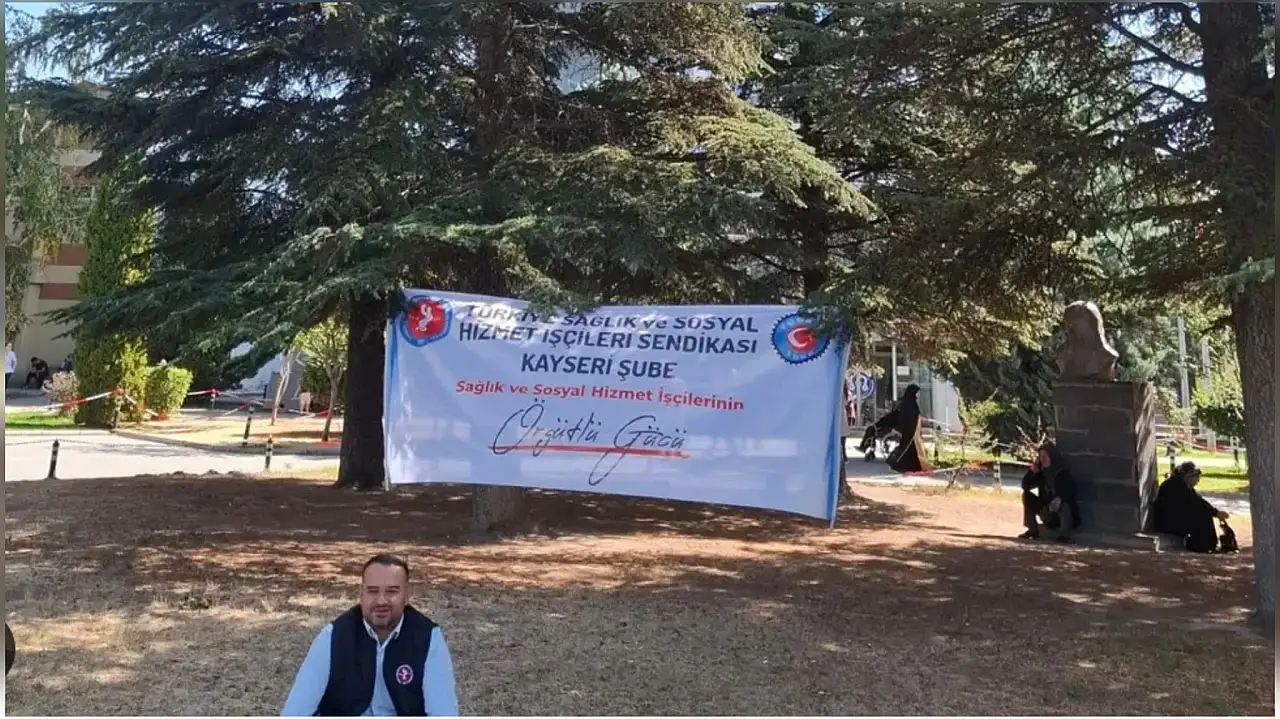 TÜRKİYE SAĞLIK ve SOSYAL
HİZMET İŞÇİLERİ SENDİKASI
KAYSERİ ŞUBE
Sağlık ve Sosyal Hizmet İşçilerinin
Örgütlü Gücü